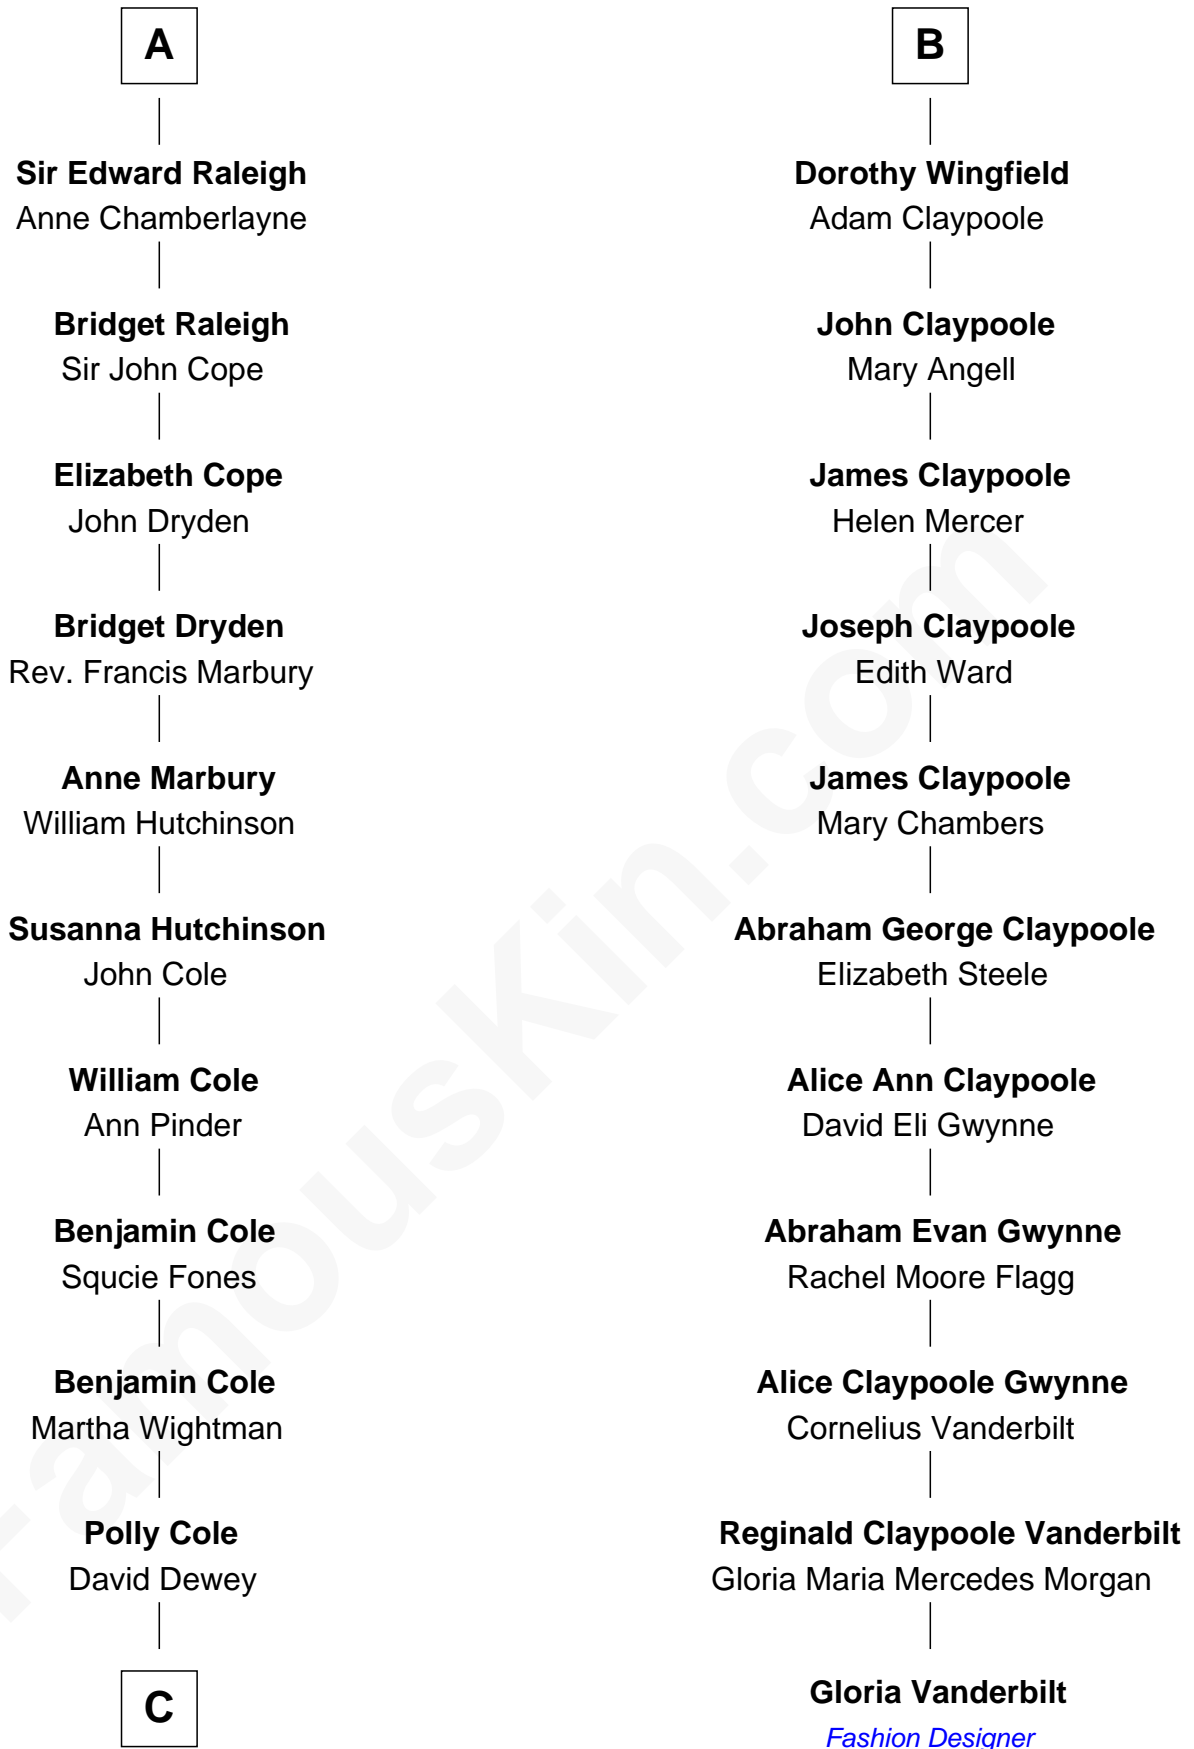 A
Sir Edward Raleigh
Anne Chamberlayne
Bridget Raleigh
Sir John Cope
Elizabeth Cope
John Dryden
Bridget Dryden
Rev. Francis Marbury
Anne Marbury
William Hutchinson
Susanna Hutchinson
John Cole
William Cole
Ann Pinder
Benjamin Cole
Squcie Fones
Benjamin Cole
Martha Wightman
Polly Cole
David Dewey
C
B
Dorothy Wingfield
Adam Claypoole
John Claypoole
Mary Angell
James Claypoole
Helen Mercer
Joseph Claypoole
Edith Ward
James Claypoole
Mary Chambers
Abraham George Claypoole
Elizabeth Steele
Alice Ann Claypoole
David Eli Gwynne
Abraham Evan Gwynne
Rachel Moore Flagg
Alice Claypoole Gwynne
Cornelius Vanderbilt
Reginald Claypoole Vanderbilt
Gloria Maria Mercedes Morgan
Gloria Vanderbilt
Fashion Designer
FamousKin.com